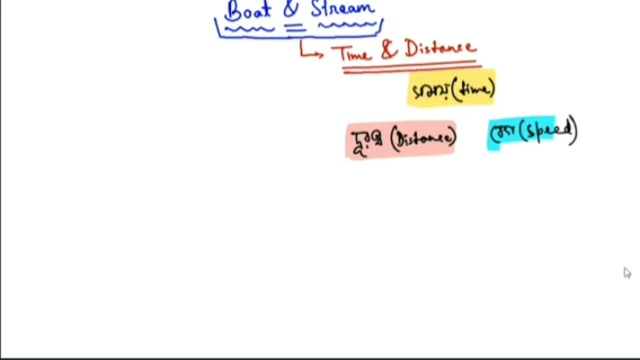 Boat & Stream
Time & Distance
সময় (time)
দূরত্ব (Distance) বেগ (Speed)